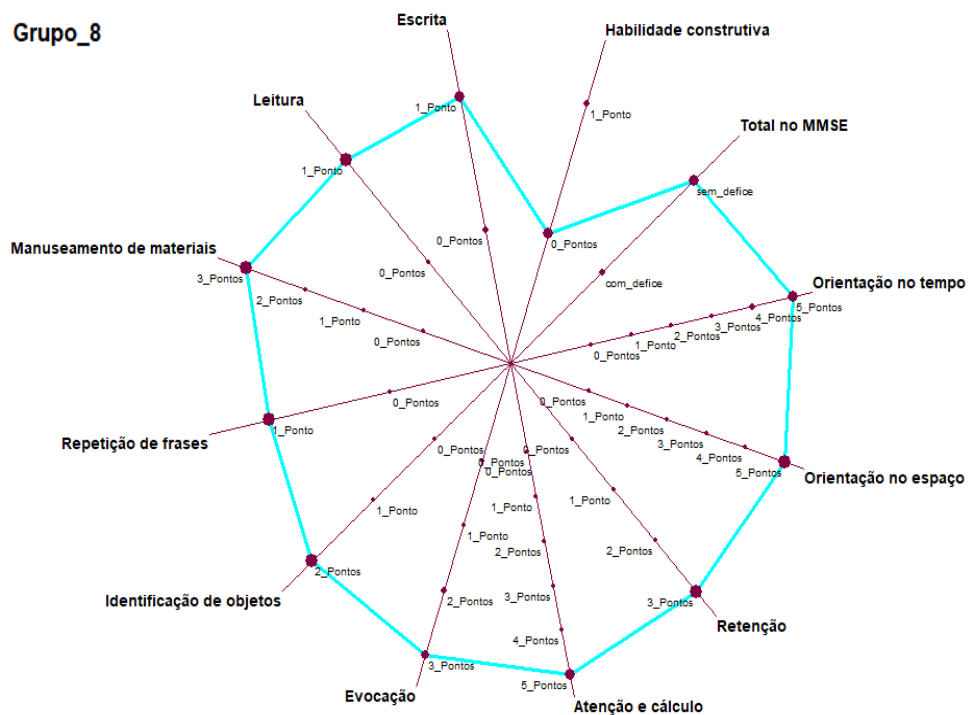 Grupo_8
Escrita
1_Ponto
0_Pontos
Habilidade construtiva
1_Ponto
0_Pontos
Total no MMSE
sem_defice
com_defice
Orientação no tempo
5_Pontos
4_Pontos
3_Pontos
2_Pontos
1_Ponto
0_Pontos
Orientação no espaço
5_Pontos
4_Pontos
3_Pontos
2_Pontos
1_Ponto
0_Pontos
Retenção
3_Pontos
2_Pontos
1_Ponto
0_Pontos
Atenção e cálculo
5_Pontos
4_Pontos
3_Pontos
2_Pontos
1_Ponto
0_Pontos
Evocação
3_Pontos
2_Pontos
1_Ponto
0_Pontos
Identificação de objetos
2_Pontos
1_Ponto
0_Pontos
Repetição de frases
1_Ponto
0_Pontos
Manuseamento de materiais
3_Pontos
2_Pontos
1_Ponto
0_Pontos
Leitura
1_Ponto
0_Pontos